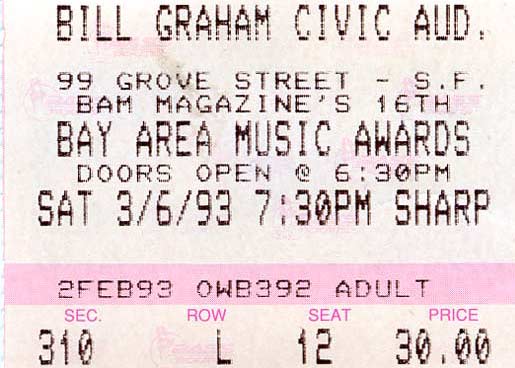 BILL GRAHAM CIVIC AUD.
99 GROVE STREET - S.F.
BAM MAGAZINE'S 16TH
BAY AREA MUSIC AWARDS
DOORS OPEN @ 6:30PM
SAT 3/6/93 7:30PM SHARP
2FEB93 OWB392 ADULT
SEC. ROW SEAT PRICE
310 L 12 30.00